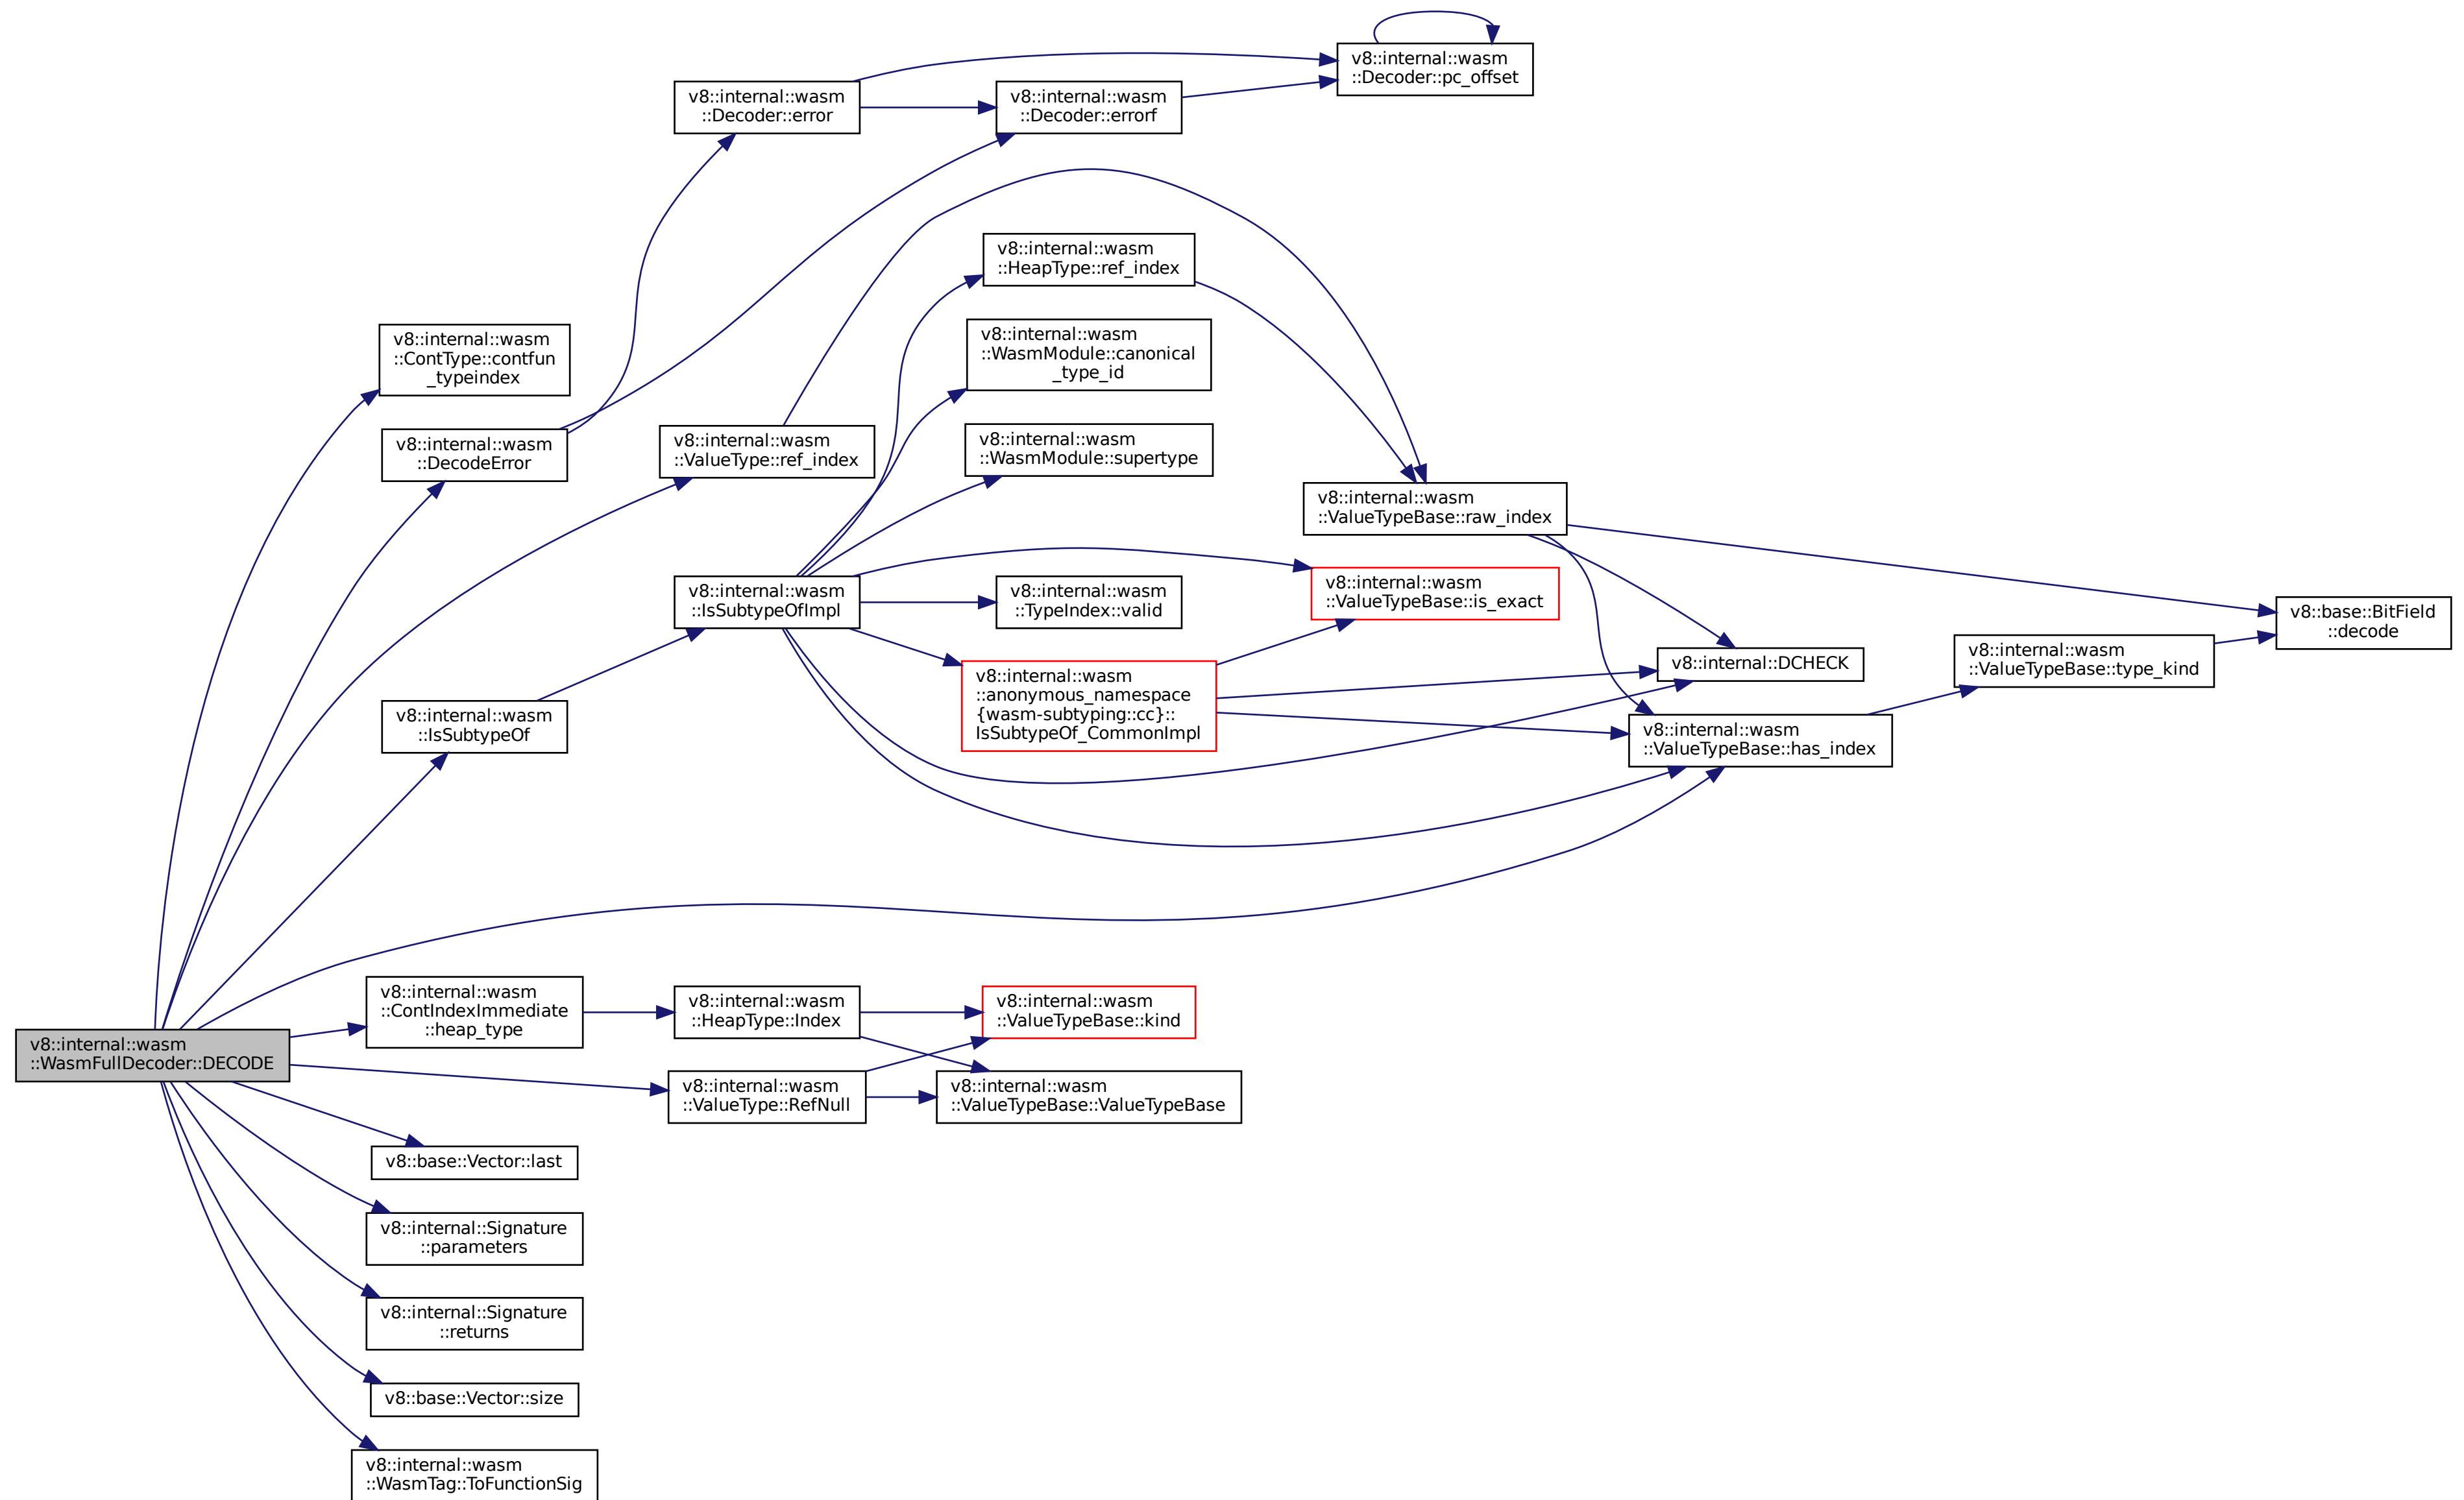 v8::internal::wasm
::Decoder::pc_offset
v8::internal::wasm
::Decoder::error
v8::internal::wasm
::Decoder::errorf
v8::internal::wasm
::HeapType::ref_index
v8::internal::wasm
::ContType::contfun
_typeindex
v8::internal::wasm
::WasmModule::canonical
_type_id
v8::internal::wasm
::DecodeError
v8::internal::wasm
::ValueType::ref_index
v8::internal::wasm
::WasmModule::supertype
v8::internal::wasm
::ValueTypeBase::raw_index
v8::internal::wasm
::IsSubtypeOfImpl
v8::internal::wasm
::TypeIndex::valid
v8::internal::wasm
::ValueTypeBase::is_exact
v8::base::BitField
::decode
v8::internal::wasm
::ValueTypeBase::type_kind
v8::internal::DCHECK
v8::internal::wasm
::anonymous_namespace
{wasm-subtyping::cc}::
IsSubtypeOf_CommonImpl
v8::internal::wasm
::IsSubtypeOf
v8::internal::wasm
::ValueTypeBase::has_index
v8::internal::wasm
::ContIndexImmediate
::heap_type
v8::internal::wasm
::HeapType::Index
v8::internal::wasm
::ValueTypeBase::kind
v8::internal::wasm
::WasmFullDecoder::DECODE
v8::internal::wasm
::ValueType::RefNull
v8::internal::wasm
::ValueTypeBase::ValueTypeBase
v8::base::Vector::last
v8::internal::Signature
::parameters
v8::internal::Signature
::returns
v8::base::Vector::size
v8::internal::wasm
::WasmTag::ToFunctionSig